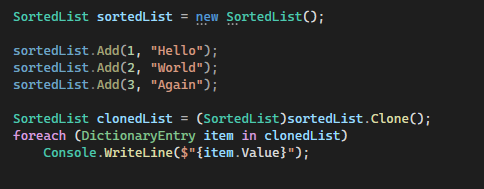 SortedList sortedList = new SortedList();
sortedList.Add(1, "Hello");
sortedList.Add(2, "World");
sortedList.Add(3, "Again");
SortedList clonedList = (SortedList)sortedList.Clone();
foreach (DictionaryEntry item in clonedList)
    Console.WriteLine($"{item.Value}");